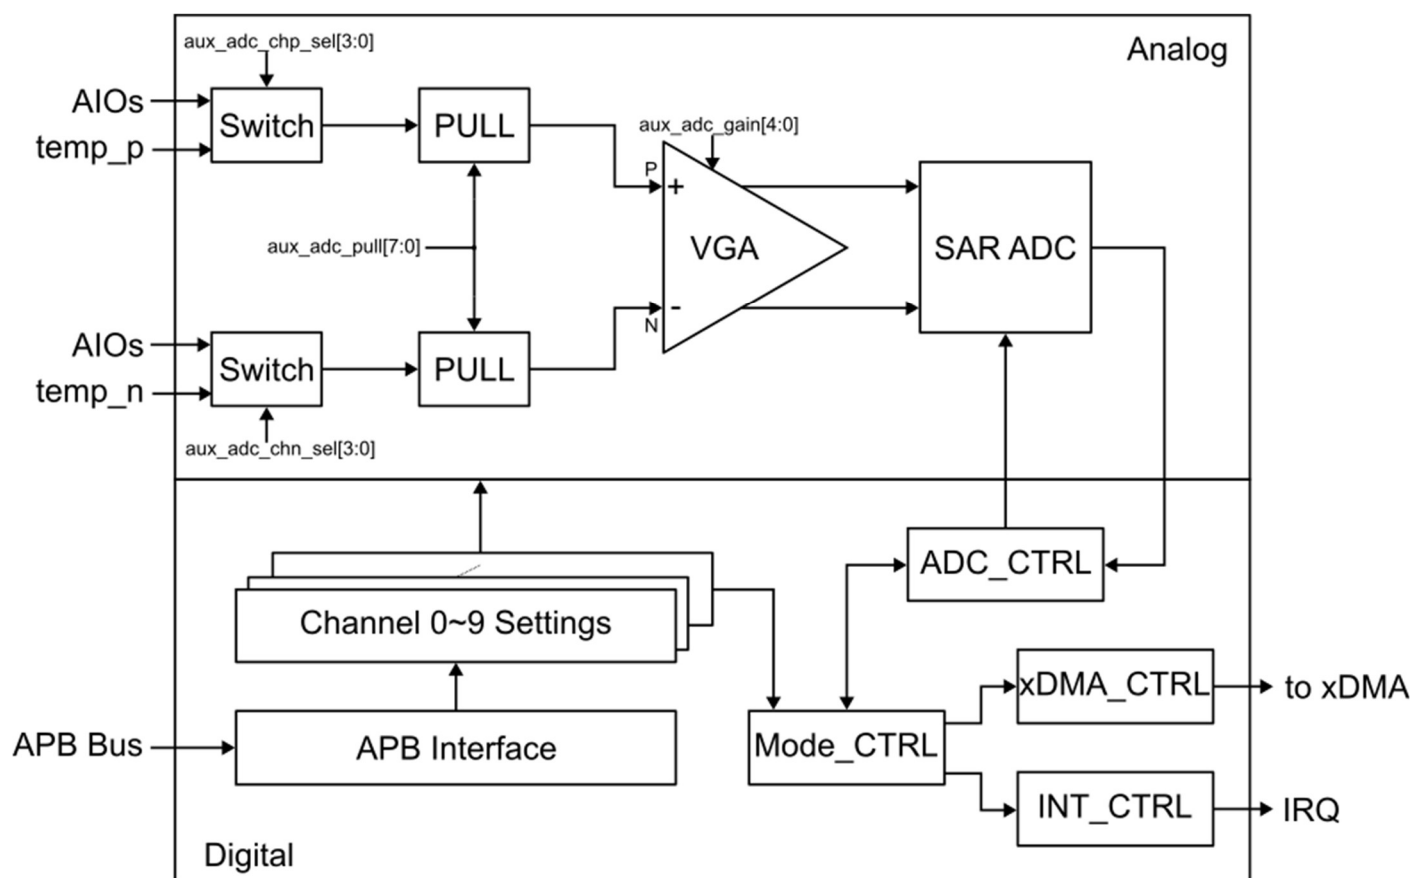 aux_adc_chp_sel[3:0]
Analog
AIOs
temp_p
Switch
PULL
aux_adc_gain[4:0]
P
+
aux_adc_pull[7:0]
VGA
SAR ADC
-
N
AIOs
temp_n
Switch
PULL
aux_adc_chn_sel[3:0]
ADC_CTRL
Channel 0~9 Settings
xDMA_CTRL
to xDMA
APB Bus
APB Interface
Mode_CTRL
INT_CTRL
IRQ
Digital